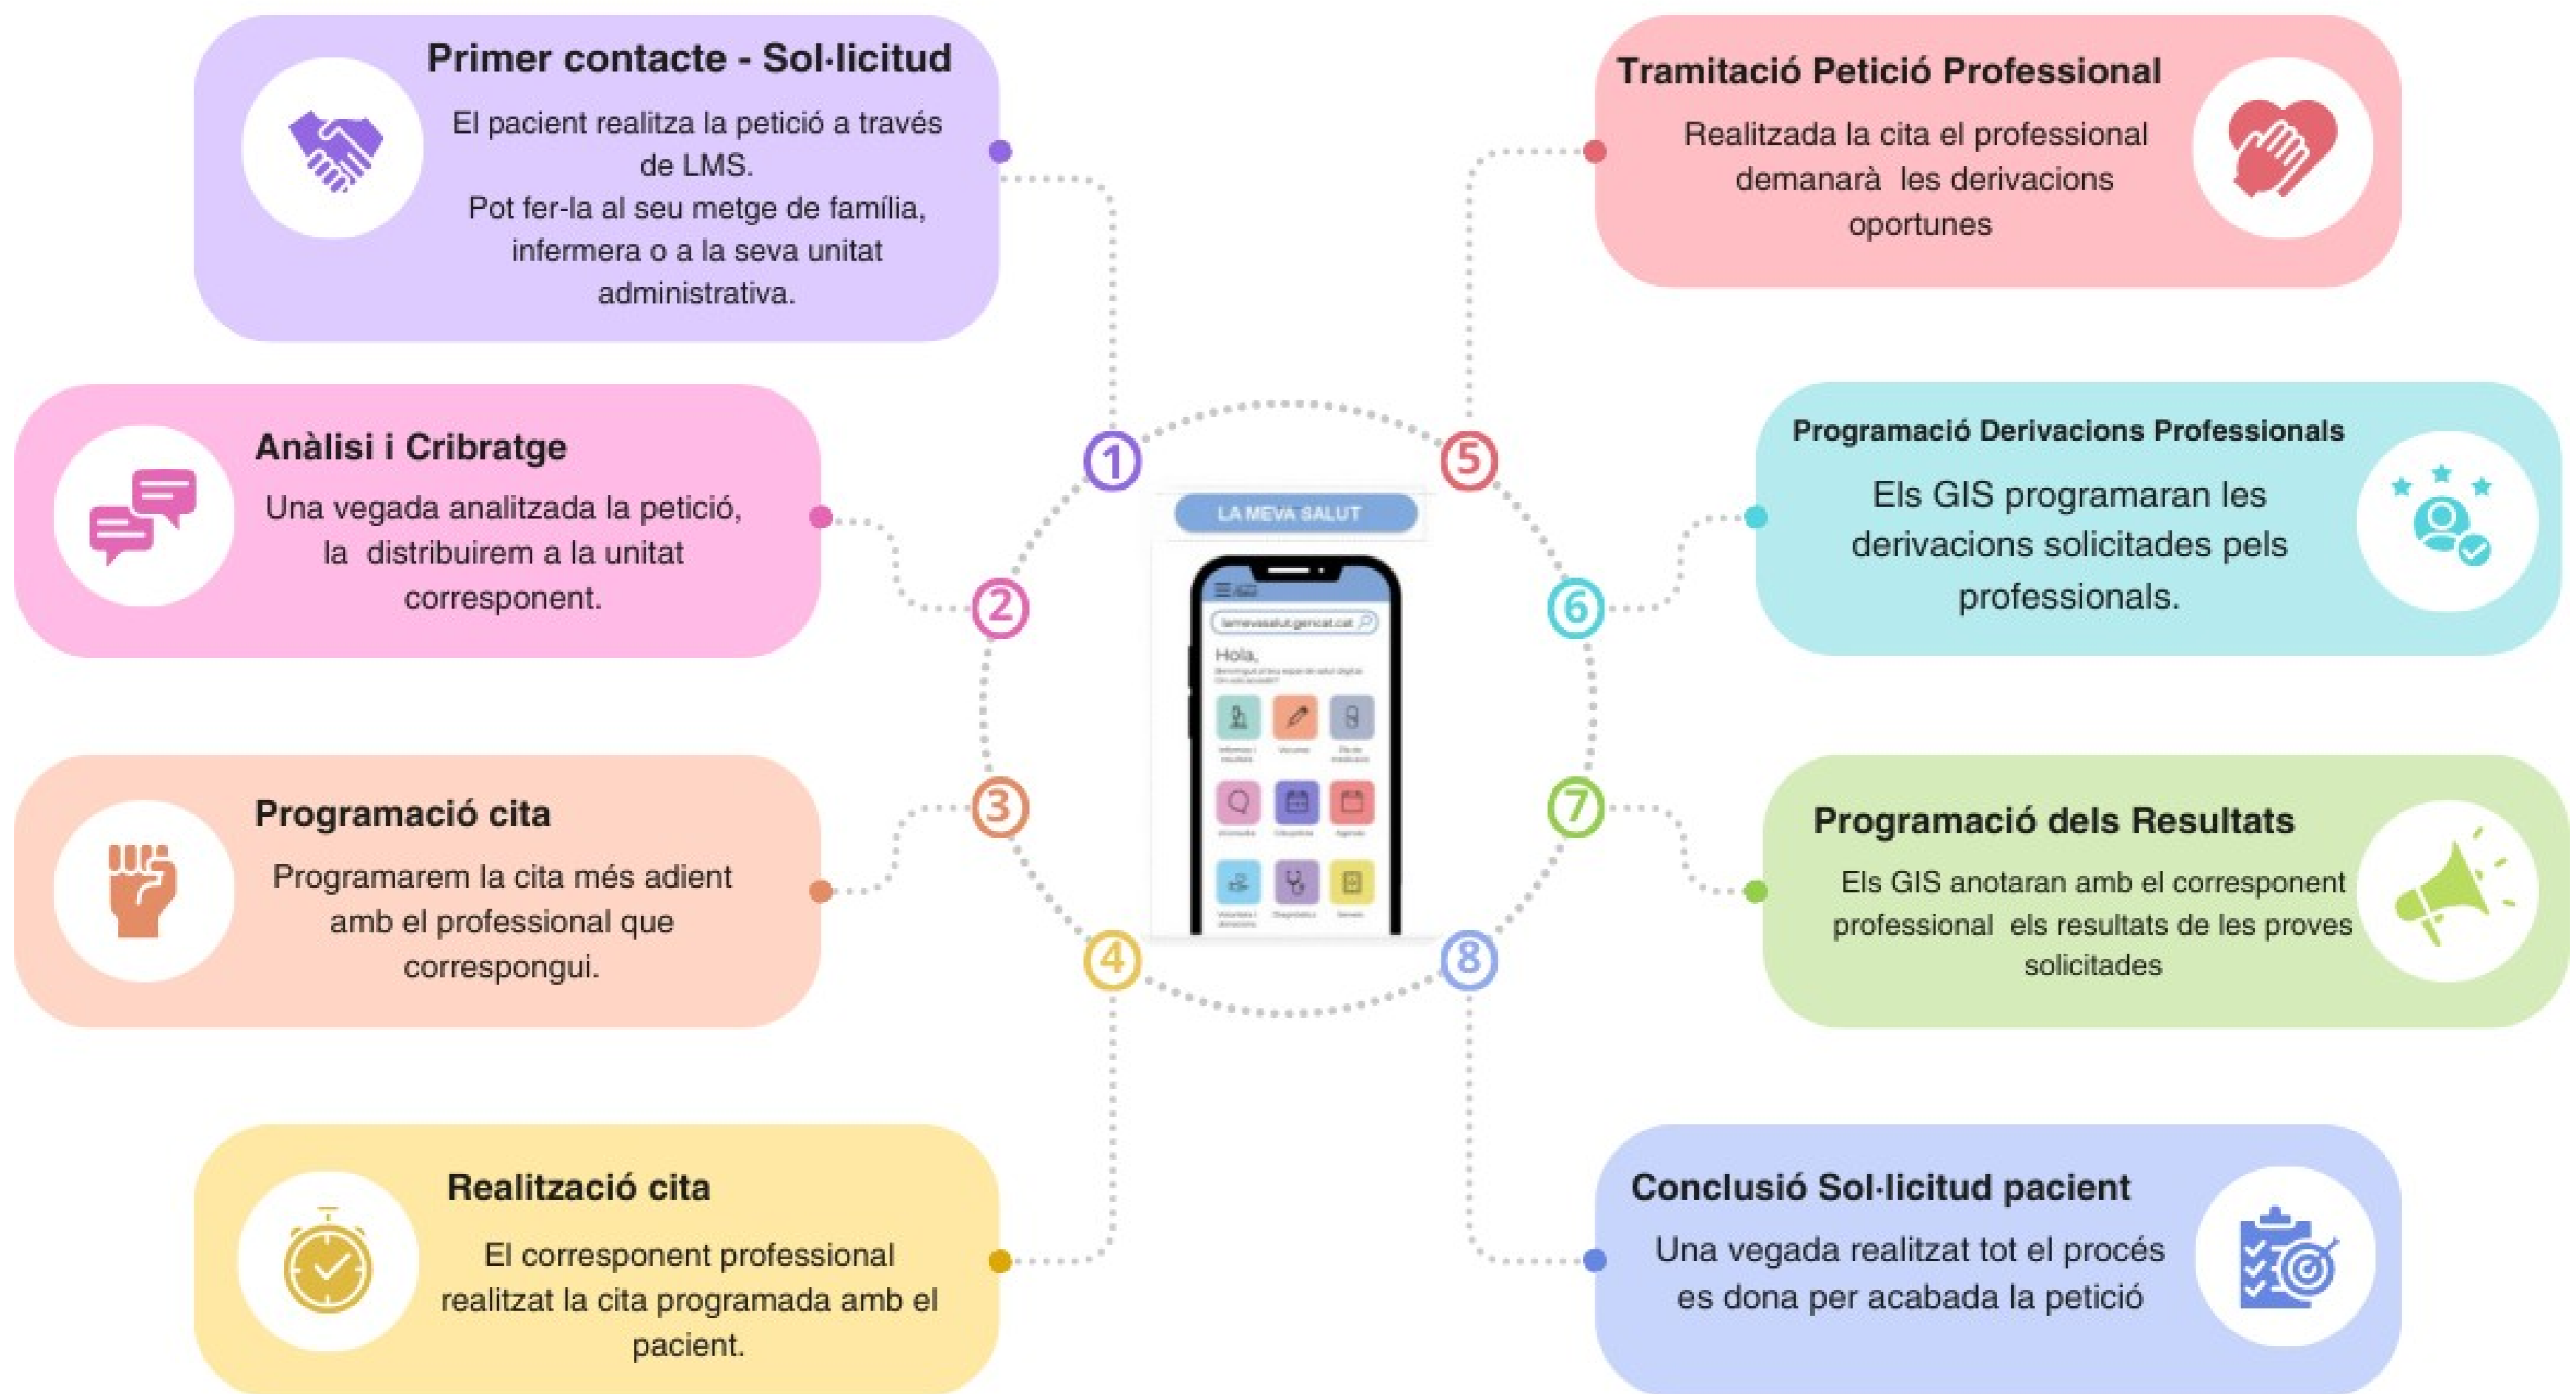 Primer contacte - Sol·licitud
El pacient realitza la petició a través
de LMS.
Pot fer-la al seu metge de família,
infermera o a la seva unitat
administrativa.
Anàlisi i Cribratge
Una vegada analitzada la petició,
la distribuirem a la unitat
corresponent.
Programació cita
Programarem la cita més adient
amb el professional que
correspongui.
Realització cita
El corresponent professional
realitzat la cita programada amb el
pacient.
1
2
3
4
LA MEVA SALUT
lamevasalut.gencat.cat
Hola,
5
6
7
8
Tramitació Petició Professional
Realitzada la cita el professional
demanarà les derivacions
oportunes
Programació Derivacions Professionals
Els GIS programaran les
derivacions solicitades pels
professionals.
Programació dels Resultats
Els GIS anotaran amb el corresponent
professional els resultats de les proves
solicitades
Conclusió Sol·licitud pacient
Una vegada realitzat tot el procés
es dona per acabada la petició